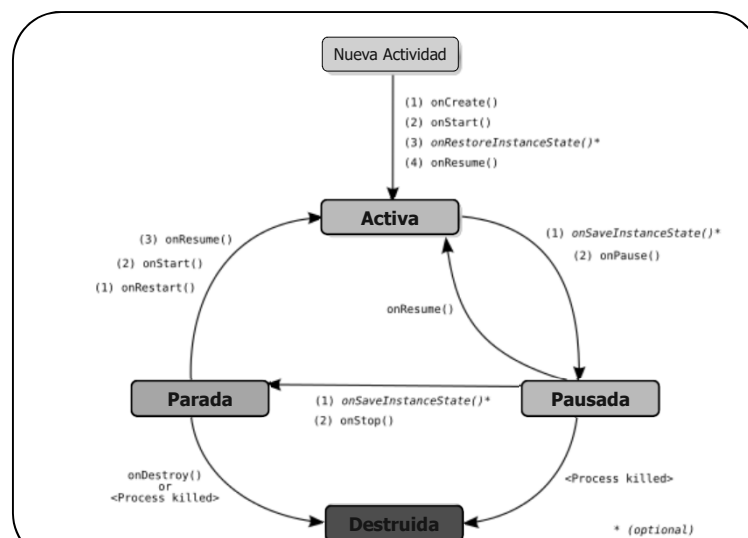 Nueva Actividad
(1) onCreate()
(2) onStart()
(3) onRestoreInstanceState()*
(4) onResume()
Activa
(3) onResume()
(2) onStart()
(1) onRestart()
(1) onSaveInstanceState()*
(2) onPause()
onResume()
Parada
(1) onSaveInstanceState()*
(2) onStop()
Pausada
onDestroy()
or
<Process killed>
<Process killed>
Destruida
* (optional)